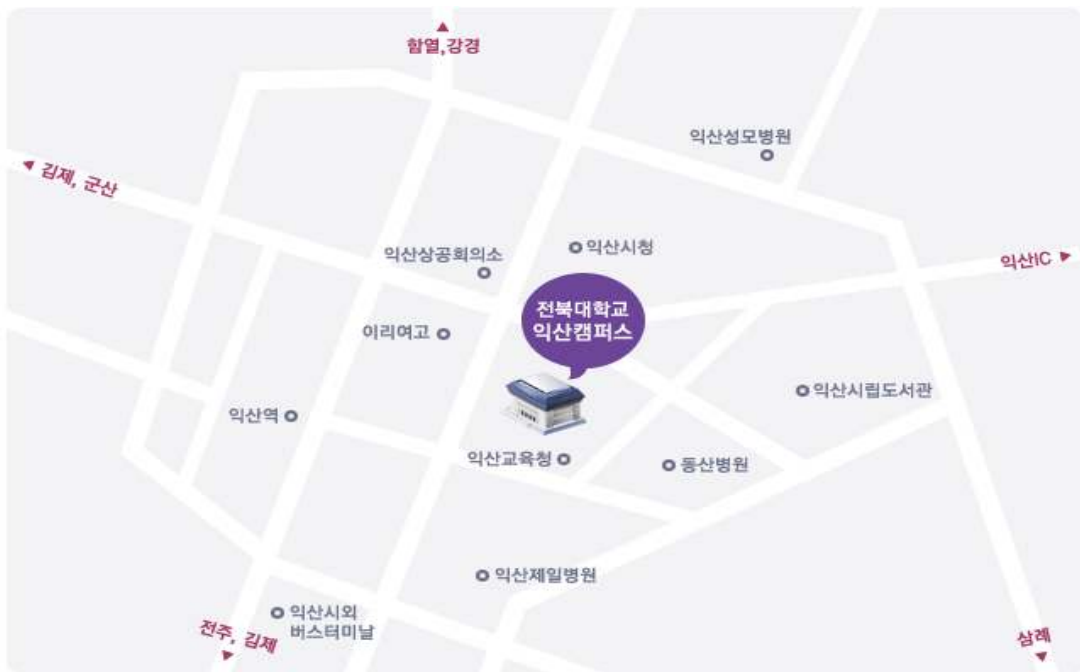 함열,강경
익산성모병원
김제, 군산
익산시청
익산상공회의소
익산IC
전북대학교
익산캠퍼스
이리여고
익산시립도서관
익산역
익산교육청
동산병원
익산제일병원
익산시외
버스터미널
전주, 김제
삼례